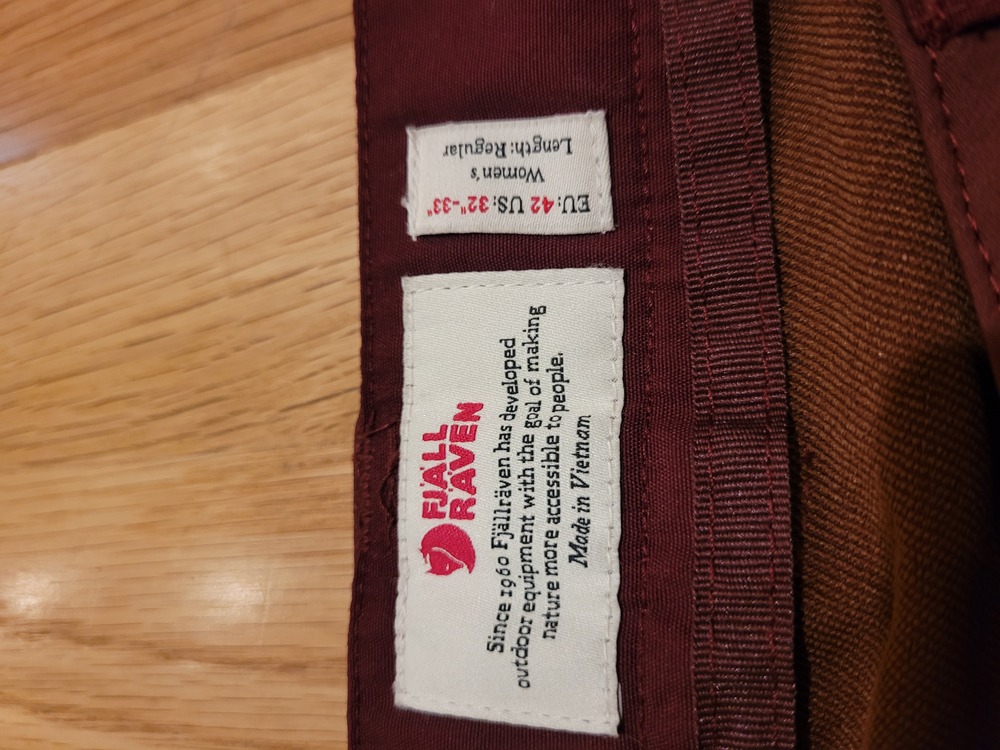 EU: 42 US: 32"-33"
Women's
Length: Regular
FJÄLL
RÄVEN
Since 1960 Fjällräven has developed
outdoor equipment with the goal of making
nature more accessible to people.
Made in Vietnam